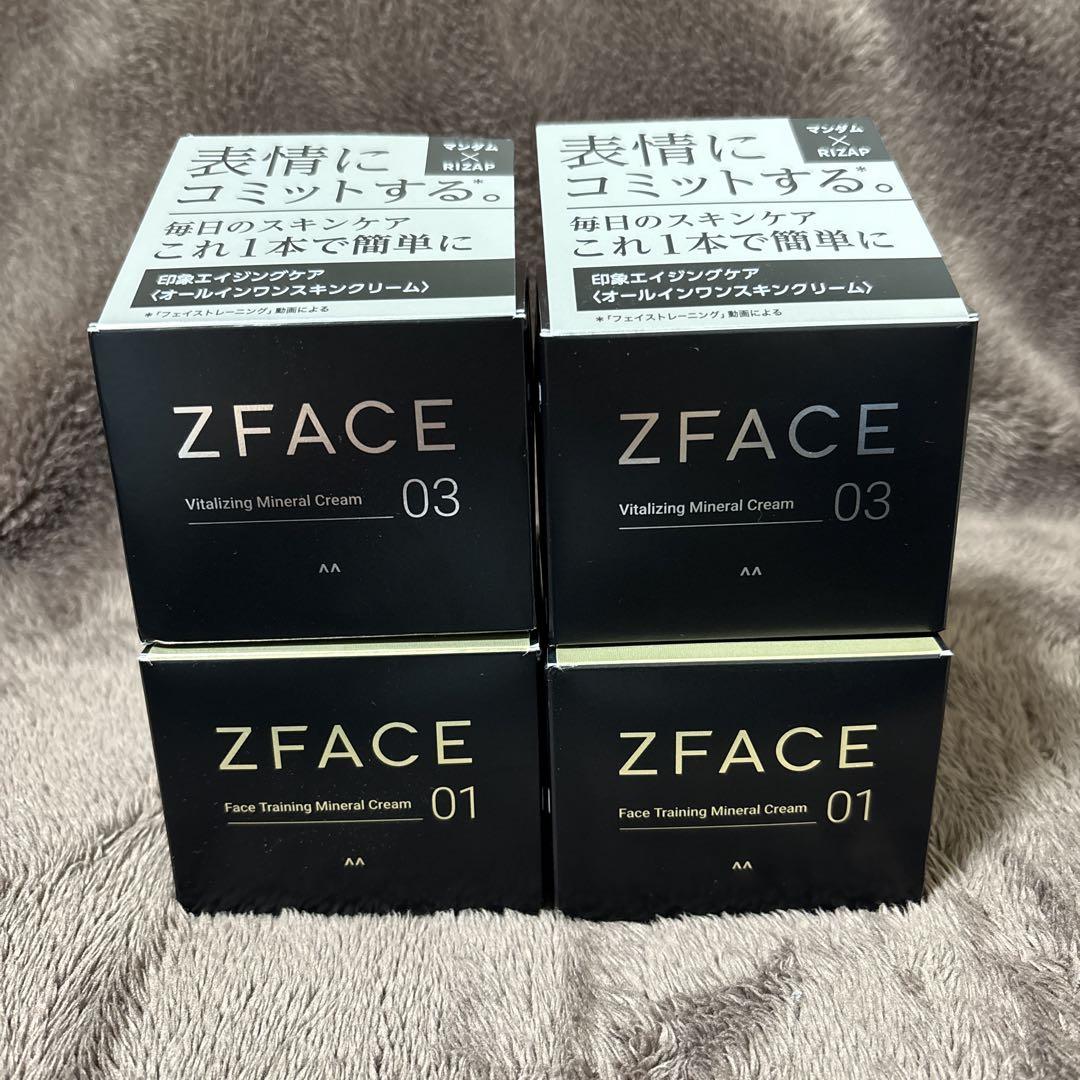 表情に
コミットする*。
マンダム
×
RIZAP
毎日のスキンケア
これ1本で簡単に
印象エイジングケア
〈オールインワンスキンクリーム〉
*「フェイストレーニング」動画による
ZFACE
Vitalizing Mineral Cream 03
表情に
コミットする*。
マンダム
×
RIZAP
毎日のスキンケア
これ1本で簡単に
印象エイジングケア
〈オールインワンスキンクリーム〉
*「フェイストレーニング」動画による
ZFACE
Vitalizing Mineral Cream 03
ZFACE
Face Training Mineral Cream 01
ZFACE
Face Training Mineral Cream 01